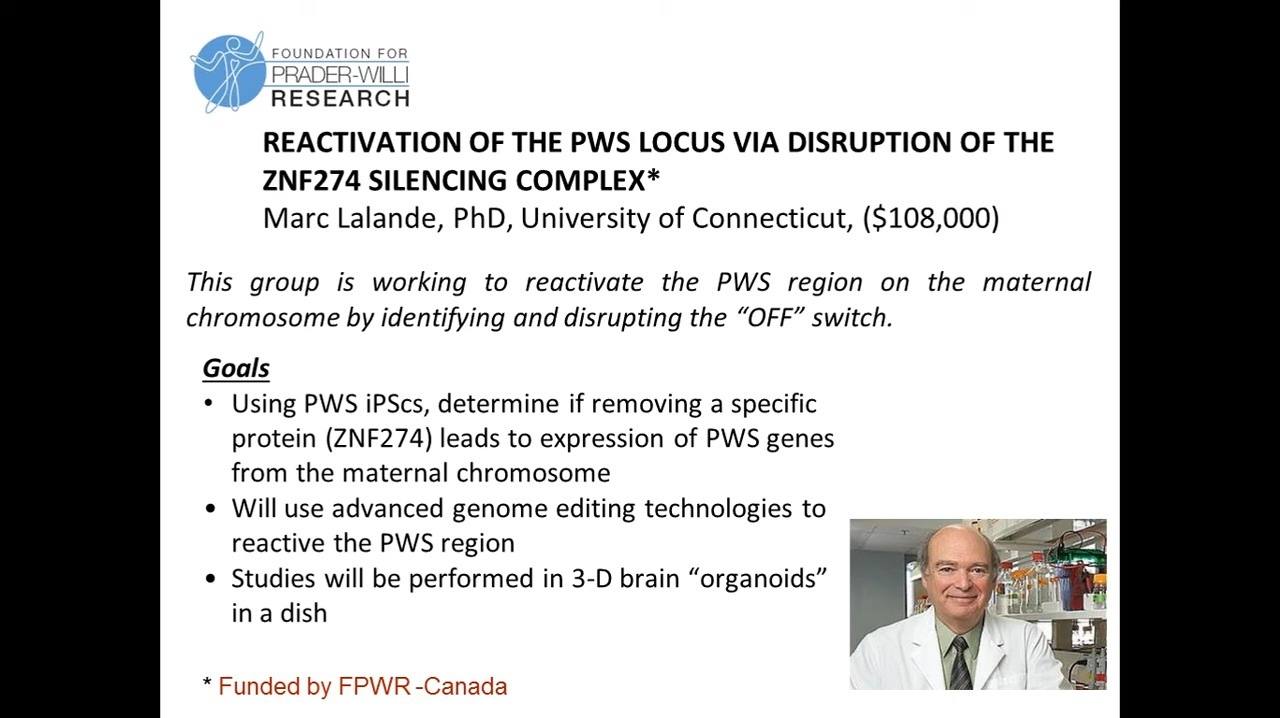 FOUNDATION FOR
PRADER-WILLI
RESEARCH
REACTIVATION OF THE PWS LOCUS VIA DISRUPTION OF THE
ZNF274 SILENCING COMPLEX*
Marc Lalande, PhD, University of Connecticut, ($108,000)
This group is working to reactivate the PWS region on the maternal
chromosome by identifying and disrupting the “OFF” switch.
Goals
• Using PWS iPScs, determine if removing a specific
protein (ZNF274) leads to expression of PWS genes
from the maternal chromosome
• Will use advanced genome editing technologies to
reactive the PWS region
• Studies will be performed in 3-D brain “organoids”
in a dish
* Funded by FPWR -Canada